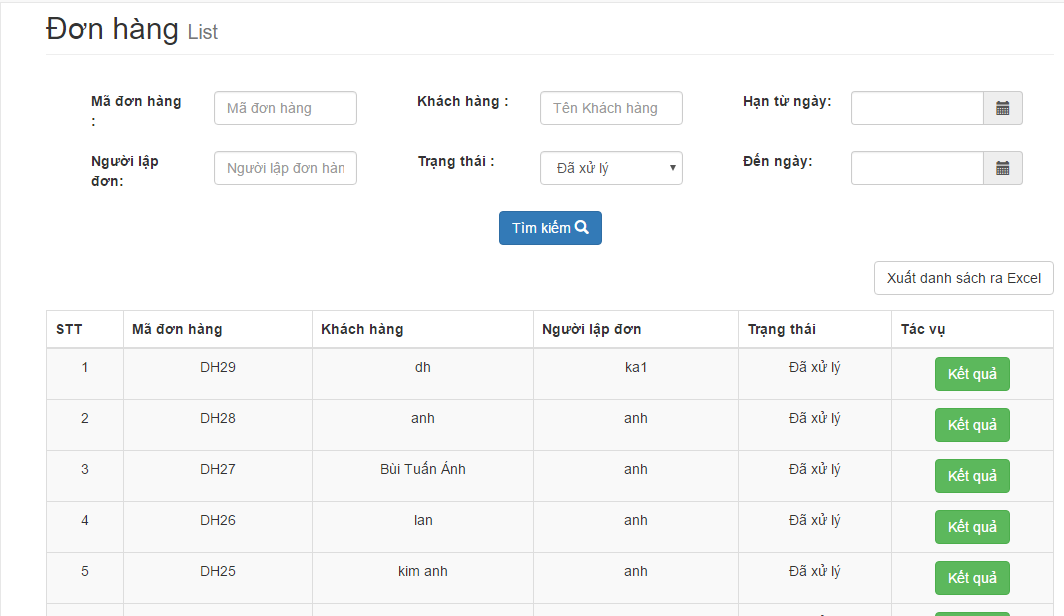 Đơn hàng List
Mã đơn hàng : Mã đơn hàng Khách hàng : Tên Khách hàng Hạn từ ngày:
Người lập đơn: Người lập đơn hàn Trạng thái : Đã xử lý Đến ngày:
Tìm kiếm
Xuất danh sách ra Excel
STT Mã đơn hàng Khách hàng Người lập đơn Trạng thái Tác vụ
1 DH29 dh ka1 Đã xử lý Kết quả
2 DH28 anh anh Đã xử lý Kết quả
3 DH27 Bùi Tuấn Ánh anh Đã xử lý Kết quả
4 DH26 lan anh Đã xử lý Kết quả
5 DH25 kim anh anh Đã xử lý Kết quả